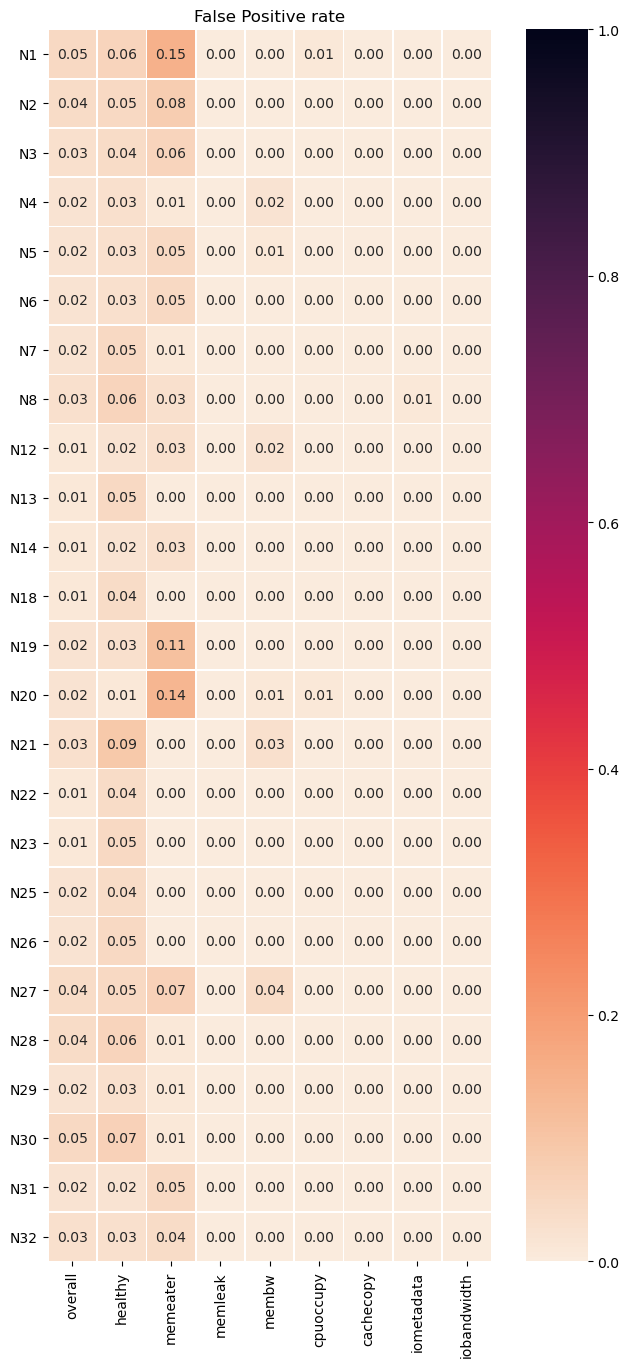 False Positive rate
N1 0.05 0.06 0.15 0.00 0.00 0.01 0.00 0.00 0.00
N2 0.04 0.05 0.08 0.00 0.00 0.00 0.00 0.00 0.00
N3 0.03 0.04 0.06 0.00 0.00 0.00 0.00 0.00 0.00
N4 0.02 0.03 0.01 0.00 0.02 0.00 0.00 0.00 0.00
N5 0.02 0.03 0.05 0.00 0.01 0.00 0.00 0.00 0.00
N6 0.02 0.03 0.05 0.00 0.00 0.00 0.00 0.00 0.00
N7 0.02 0.05 0.01 0.00 0.00 0.00 0.00 0.00 0.00
N8 0.03 0.06 0.03 0.00 0.00 0.00 0.00 0.01 0.00
N12 0.01 0.02 0.03 0.00 0.02 0.00 0.00 0.00 0.00
N13 0.01 0.05 0.00 0.00 0.00 0.00 0.00 0.00 0.00
N14 0.01 0.02 0.03 0.00 0.00 0.00 0.00 0.00 0.00
N18 0.01 0.04 0.00 0.00 0.00 0.00 0.00 0.00 0.00
N19 0.02 0.03 0.11 0.00 0.00 0.00 0.00 0.00 0.00
N20 0.02 0.01 0.14 0.00 0.01 0.01 0.00 0.00 0.00
N21 0.03 0.09 0.00 0.00 0.03 0.00 0.00 0.00 0.00
N22 0.01 0.04 0.00 0.00 0.00 0.00 0.00 0.00 0.00
N23 0.01 0.05 0.00 0.00 0.00 0.00 0.00 0.00 0.00
N25 0.02 0.04 0.00 0.00 0.00 0.00 0.00 0.00 0.00
N26 0.02 0.05 0.00 0.00 0.00 0.00 0.00 0.00 0.00
N27 0.04 0.05 0.07 0.00 0.04 0.00 0.00 0.00 0.00
N28 0.04 0.06 0.01 0.00 0.00 0.00 0.00 0.00 0.00
N29 0.02 0.03 0.01 0.00 0.00 0.00 0.00 0.00 0.00
N30 0.05 0.07 0.01 0.00 0.00 0.00 0.00 0.00 0.00
N31 0.02 0.02 0.05 0.00 0.00 0.00 0.00 0.00 0.00
N32 0.03 0.03 0.04 0.00 0.00 0.00 0.00 0.00 0.00
overall
healthy
memeater
memleak
membw
cpuoccupy
cachecopy
iometadata
iobandwidth
1.0
0.8
0.6
0.4
0.2
0.0